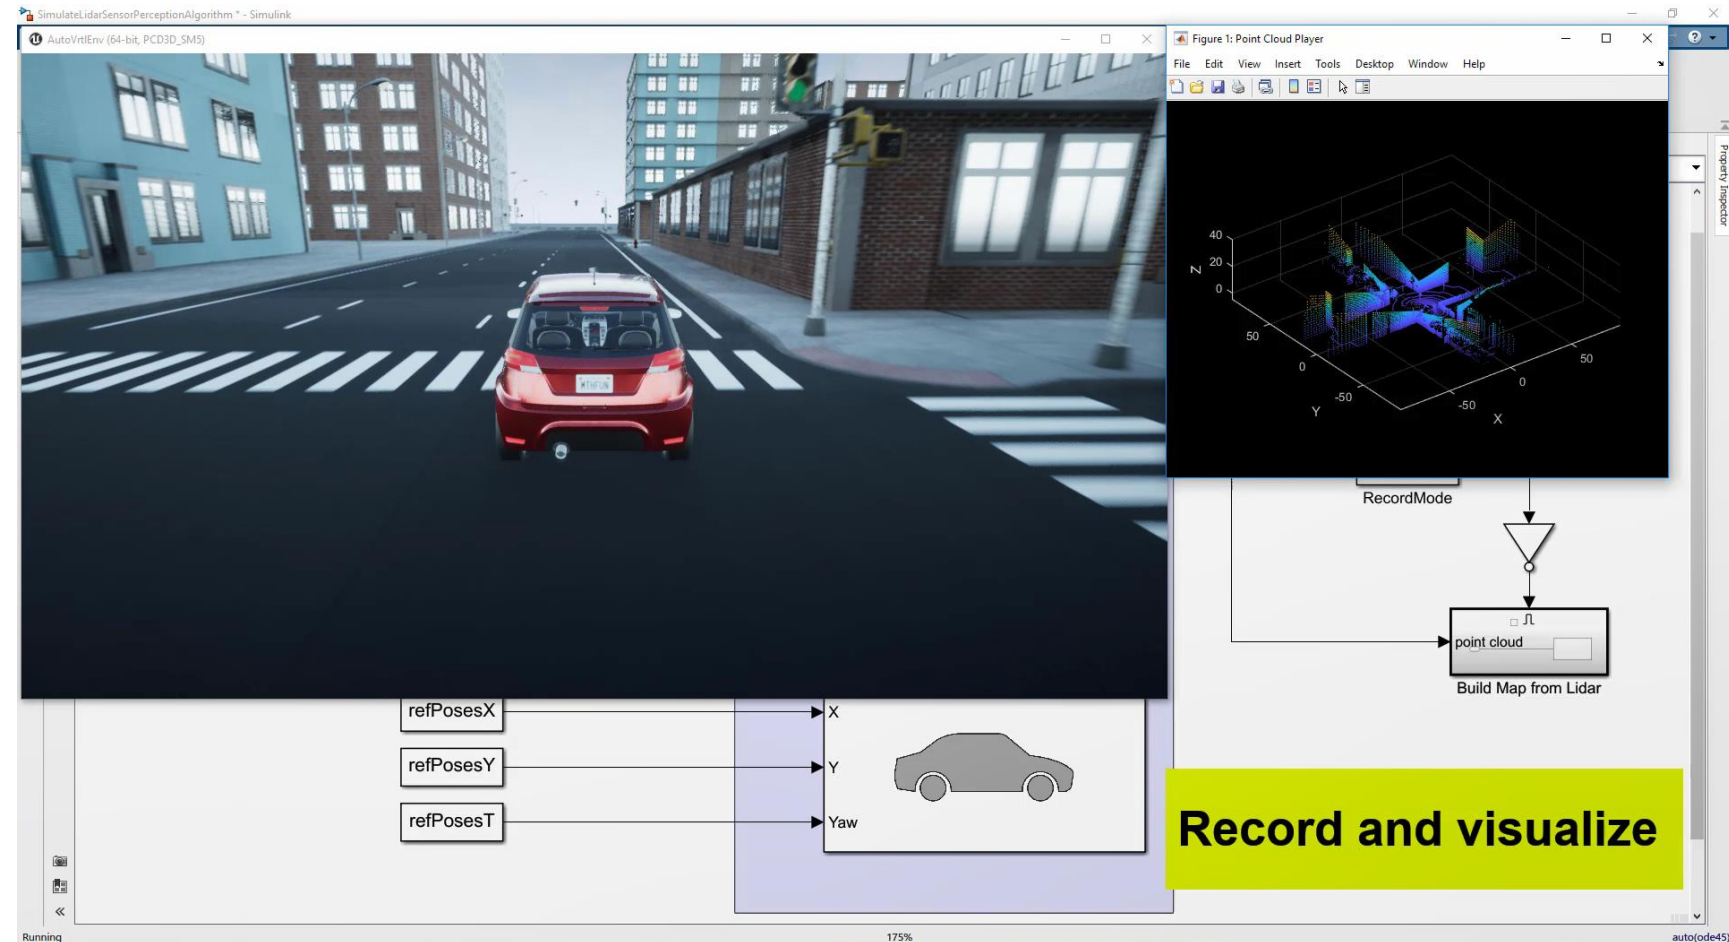 SimulateLidarSensorPerceptionAlgorithm * - Simulink
AutoVrtlEnv (64-bit, PCD3D_SM5)
MTHFUN
Figure 1: Point Cloud Player
File Edit View Insert Tools Desktop Window Help
40
20
0
Z
50
0
-50
Y
50
0
-50
X
Property Inspector
RecordMode
point cloud
Build Map from Lidar
refPosesX
X
refPosesY
Y
refPosesT
Yaw
Record and visualize
Running
175%
auto(ode45)